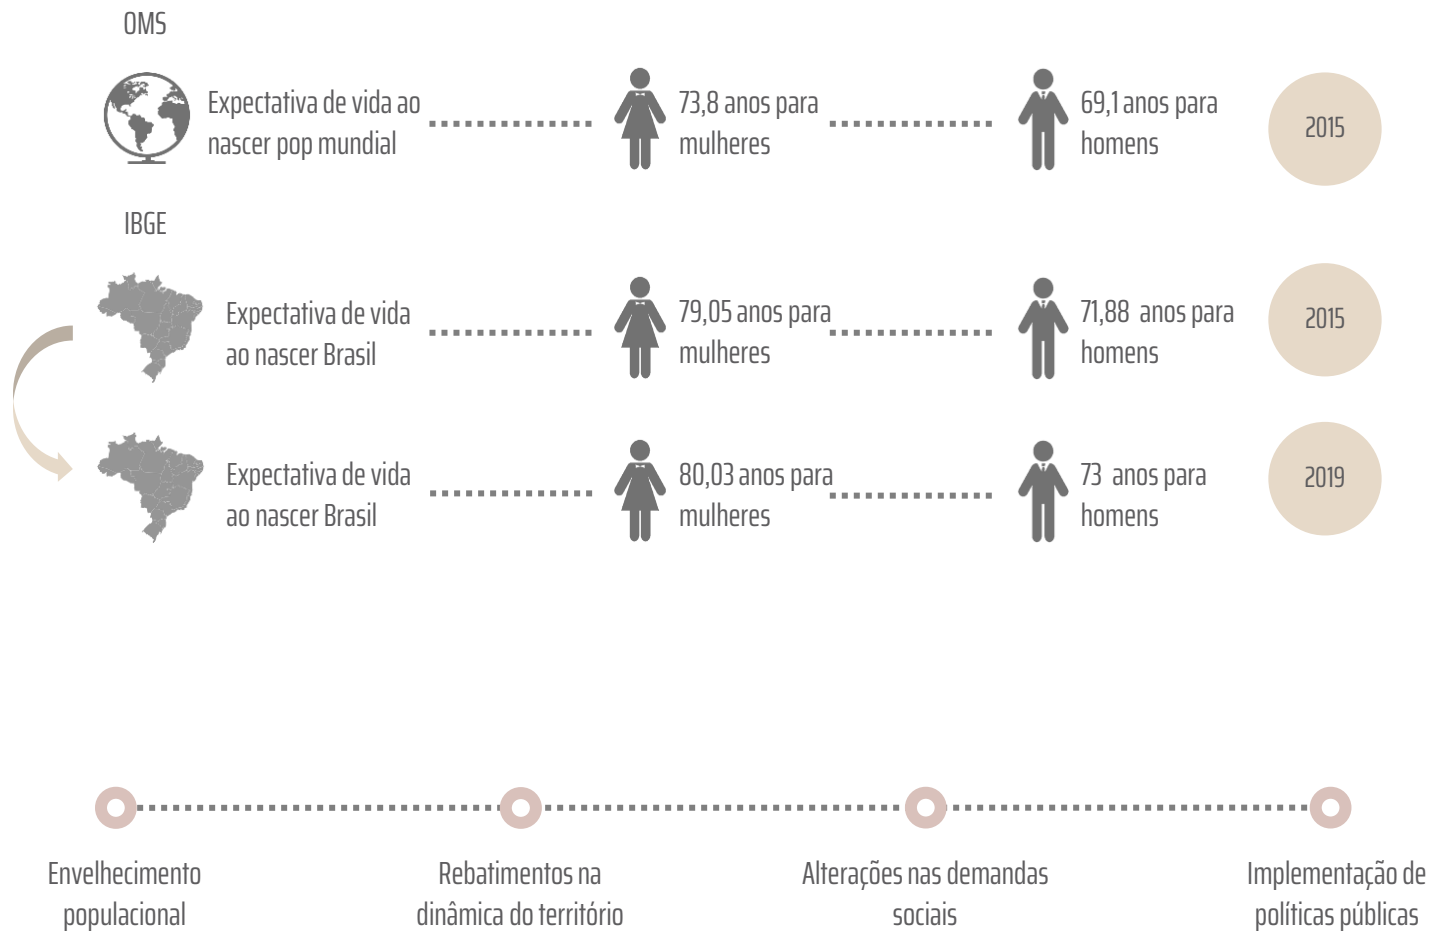 OMS
Expectativa de vida ao
nascer pop mundial
73,8 anos para
mulheres
69,1 anos para
homens
2015
IBGE
Expectativa de vida
ao nascer Brasil
79,05 anos para
mulheres
71,88 anos para
homens
2015
Expectativa de vida
ao nascer Brasil
80,03 anos para
mulheres
73 anos para
homens
2019
Envelhecimento
populacional
Rebatimentos na
dinâmica do território
Alterações nas demandas
sociais
Implementação de
políticas públicas